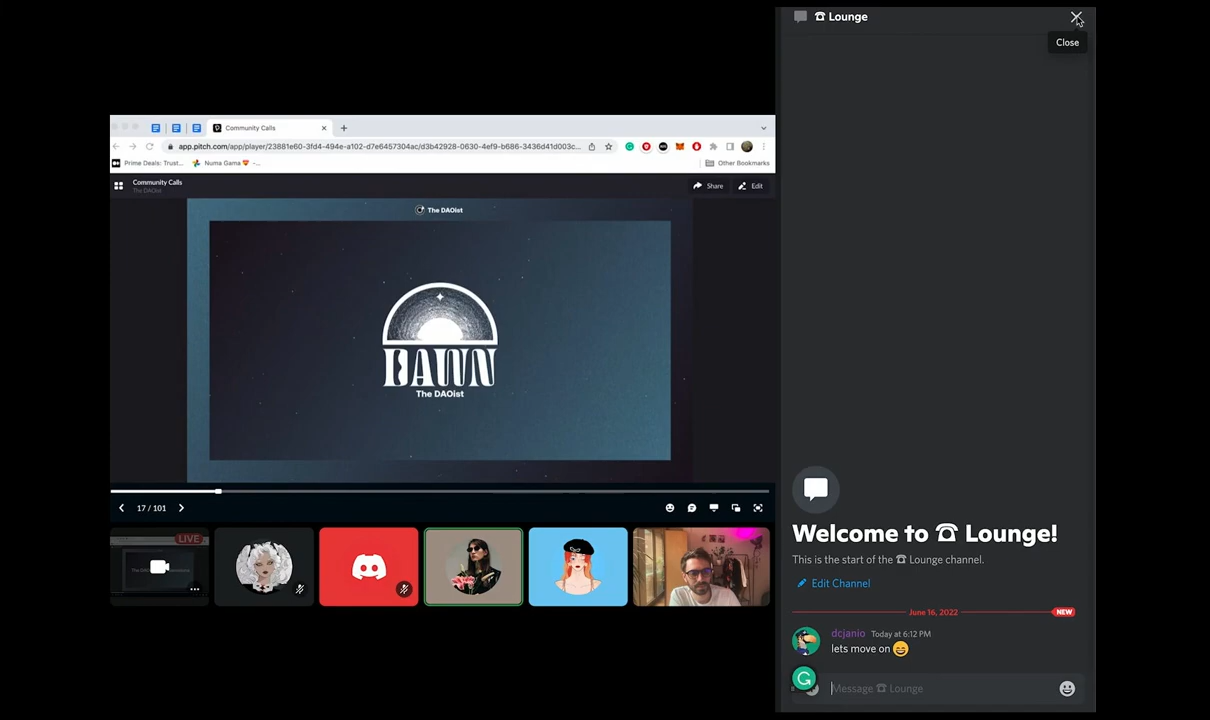 ☎ Lounge
Close
Community Calls
app.pitch.com/app/player/23881e60-3fd4-494e-a102-d7e6457304ac/d3b42928-0630-4ef9-b686-3436d41d003c...
Prime Deals: Trust...
Numa Gama
Other Bookmarks
Community Calls
The DAOist
Share
Edit
The DAOist
DAWN
The DAOist
17 / 101
LIVE
Welcome to ☎ Lounge!
This is the start of the ☎ Lounge channel.
Edit Channel
June 16, 2022
NEW
dcjanio Today at 6:12 PM
lets move on 😄
Message ☎ Lounge